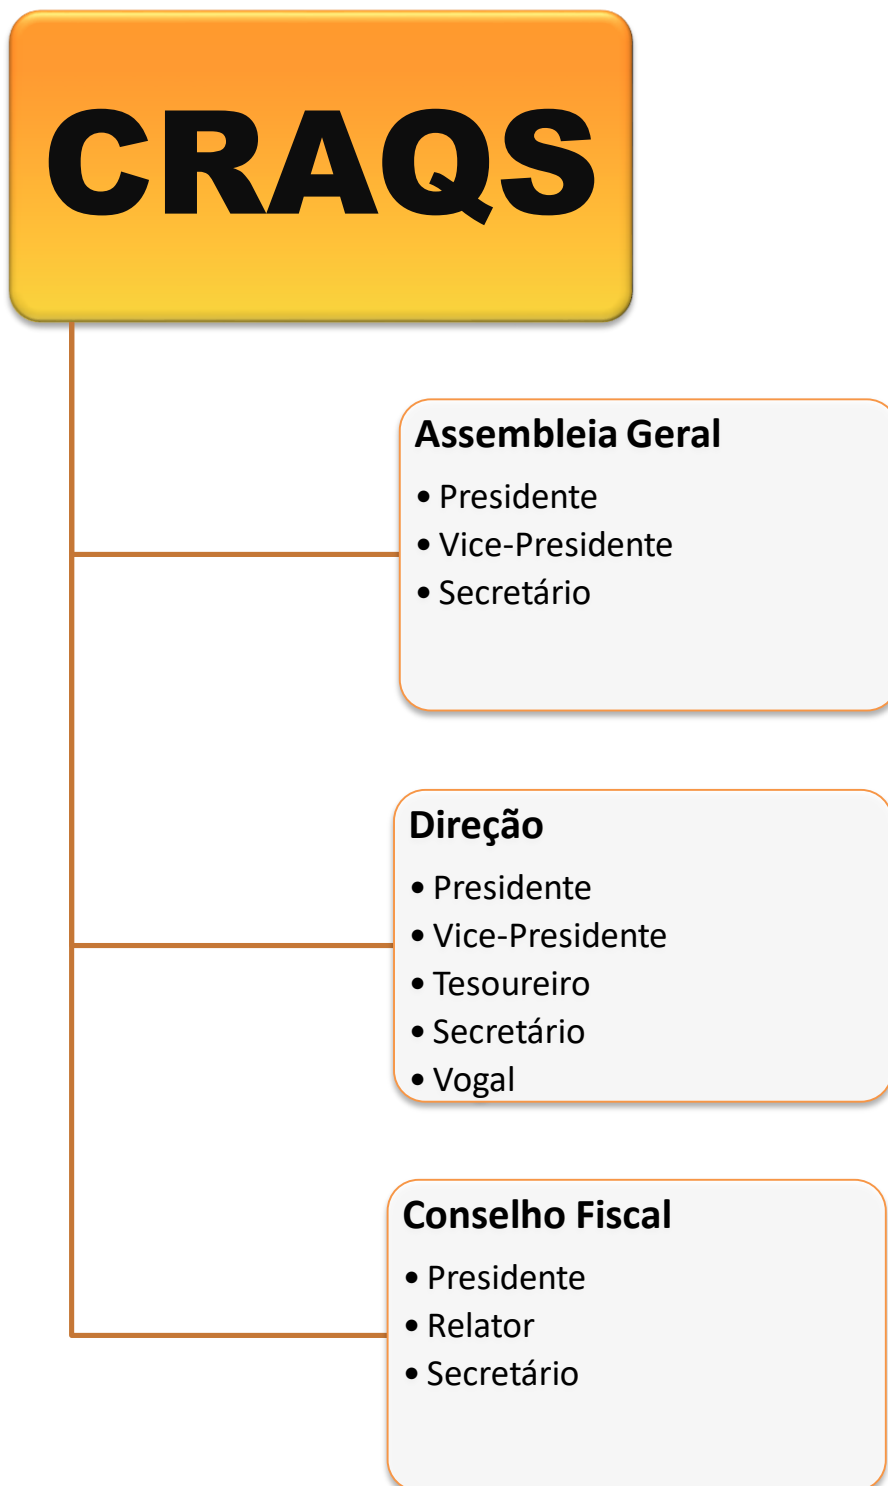 CRAQS
Assembleia Geral
• Presidente
• Vice-Presidente
• Secretário
Direção
• Presidente
• Vice-Presidente
• Tesoureiro
• Secretário
• Vogal
Conselho Fiscal
• Presidente
• Relator
• Secretário